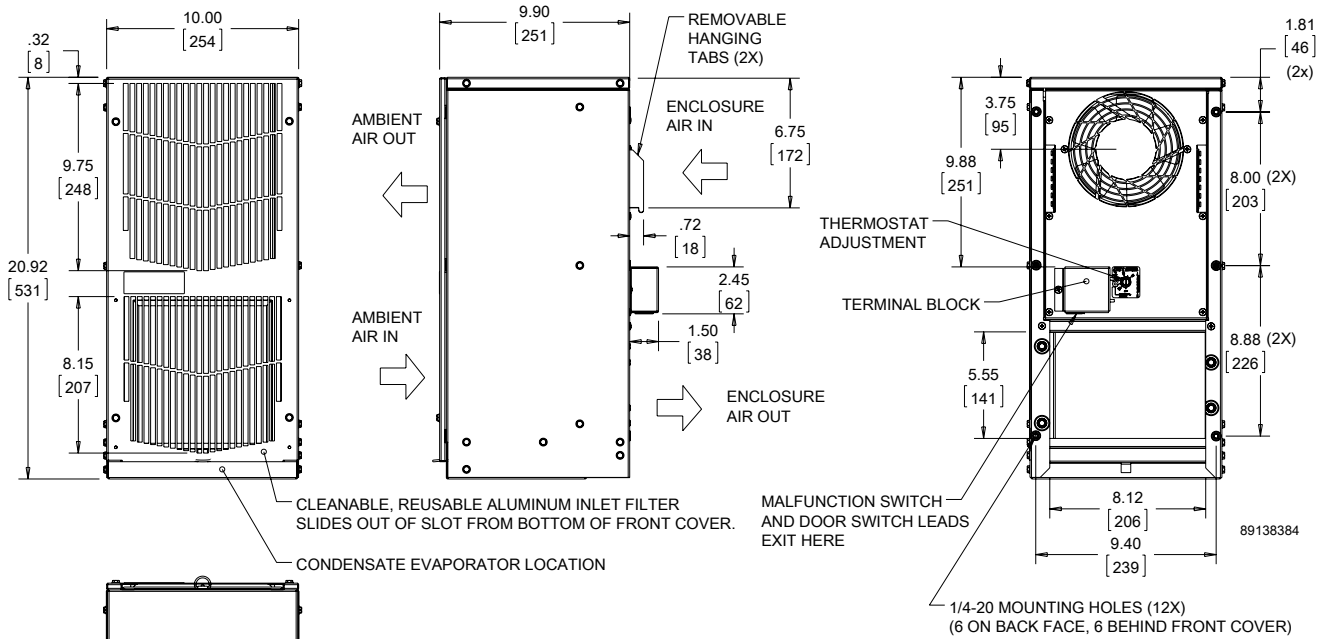 10.00
[254]
.32
[8]
9.75
[248]
20.92
[531]
8.15
[207]
CLEANABLE, REUSABLE ALUMINUM INLET FILTER
SLIDES OUT OF SLOT FROM BOTTOM OF FRONT COVER.
CONDENSATE EVAPORATOR LOCATION
9.90
[251]
REMOVABLE
HANGING
TABS (2X)
AMBIENT
AIR OUT
ENCLOSURE
AIR IN
6.75
[172]
.72
[18]
2.45
[62]
1.50
[38]
AMBIENT
AIR IN
ENCLOSURE
AIR OUT
1.81
[46]
(2x)
3.75
[95]
9.88
[251]
8.00 (2X)
[203]
THERMOSTAT
ADJUSTMENT
TERMINAL BLOCK
8.88 (2X)
[226]
5.55
[141]
MALFUNCTION SWITCH
AND DOOR SWITCH LEADS
EXIT HERE
8.12
[206]
9.40
[239]
89138384
1/4-20 MOUNTING HOLES (12X)
(6 ON BACK FACE, 6 BEHIND FRONT COVER)